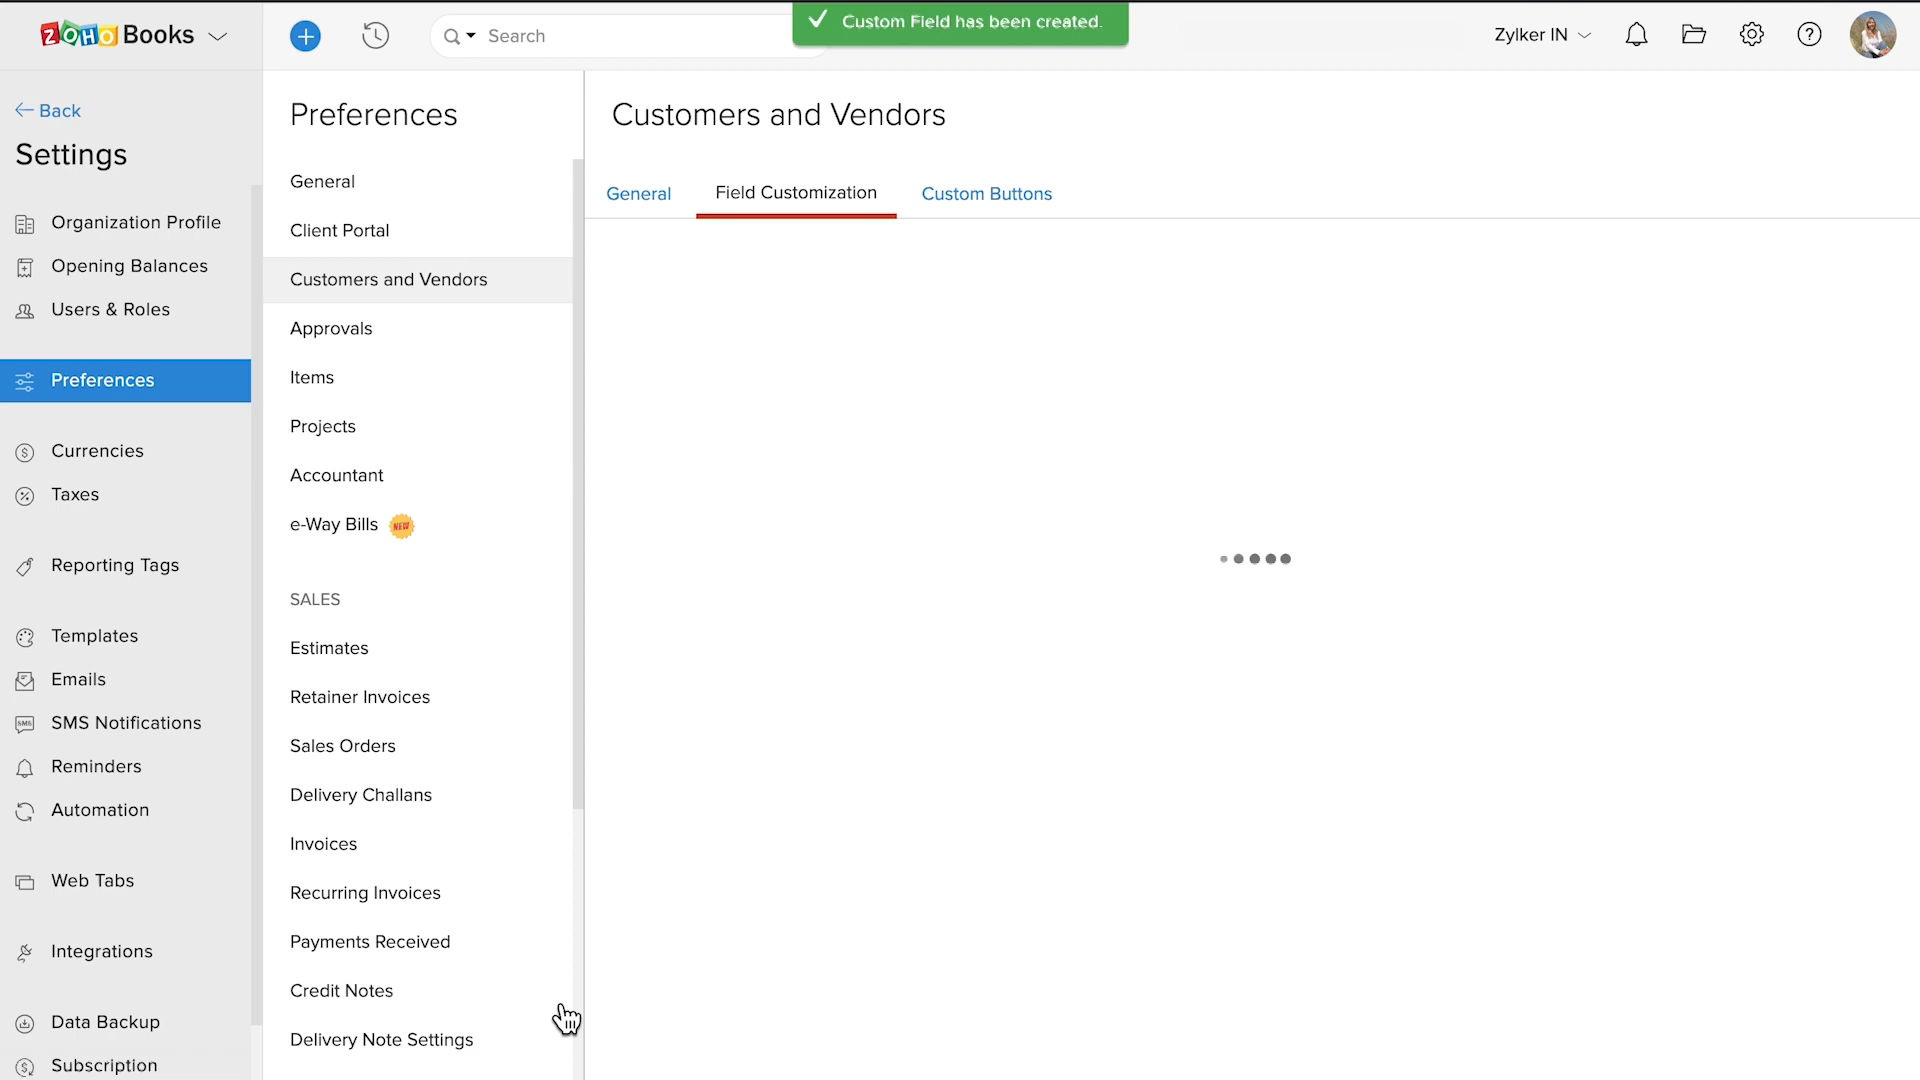 ZOHO Books
Search
Custom Field has been created.
Zylker IN
Back
Settings
Organization Profile
Opening Balances
Users & Roles
Preferences
Currencies
Taxes
Reporting Tags
Templates
Emails
SMS Notifications
Reminders
Automation
Web Tabs
Integrations
Data Backup
Subscription
Preferences
General
Client Portal
Customers and Vendors
Approvals
Items
Projects
Accountant
e-Way Bills NEW
SALES
Estimates
Retainer Invoices
Sales Orders
Delivery Challans
Invoices
Recurring Invoices
Payments Received
Credit Notes
Delivery Note Settings
Customers and Vendors
General Field Customization Custom Buttons